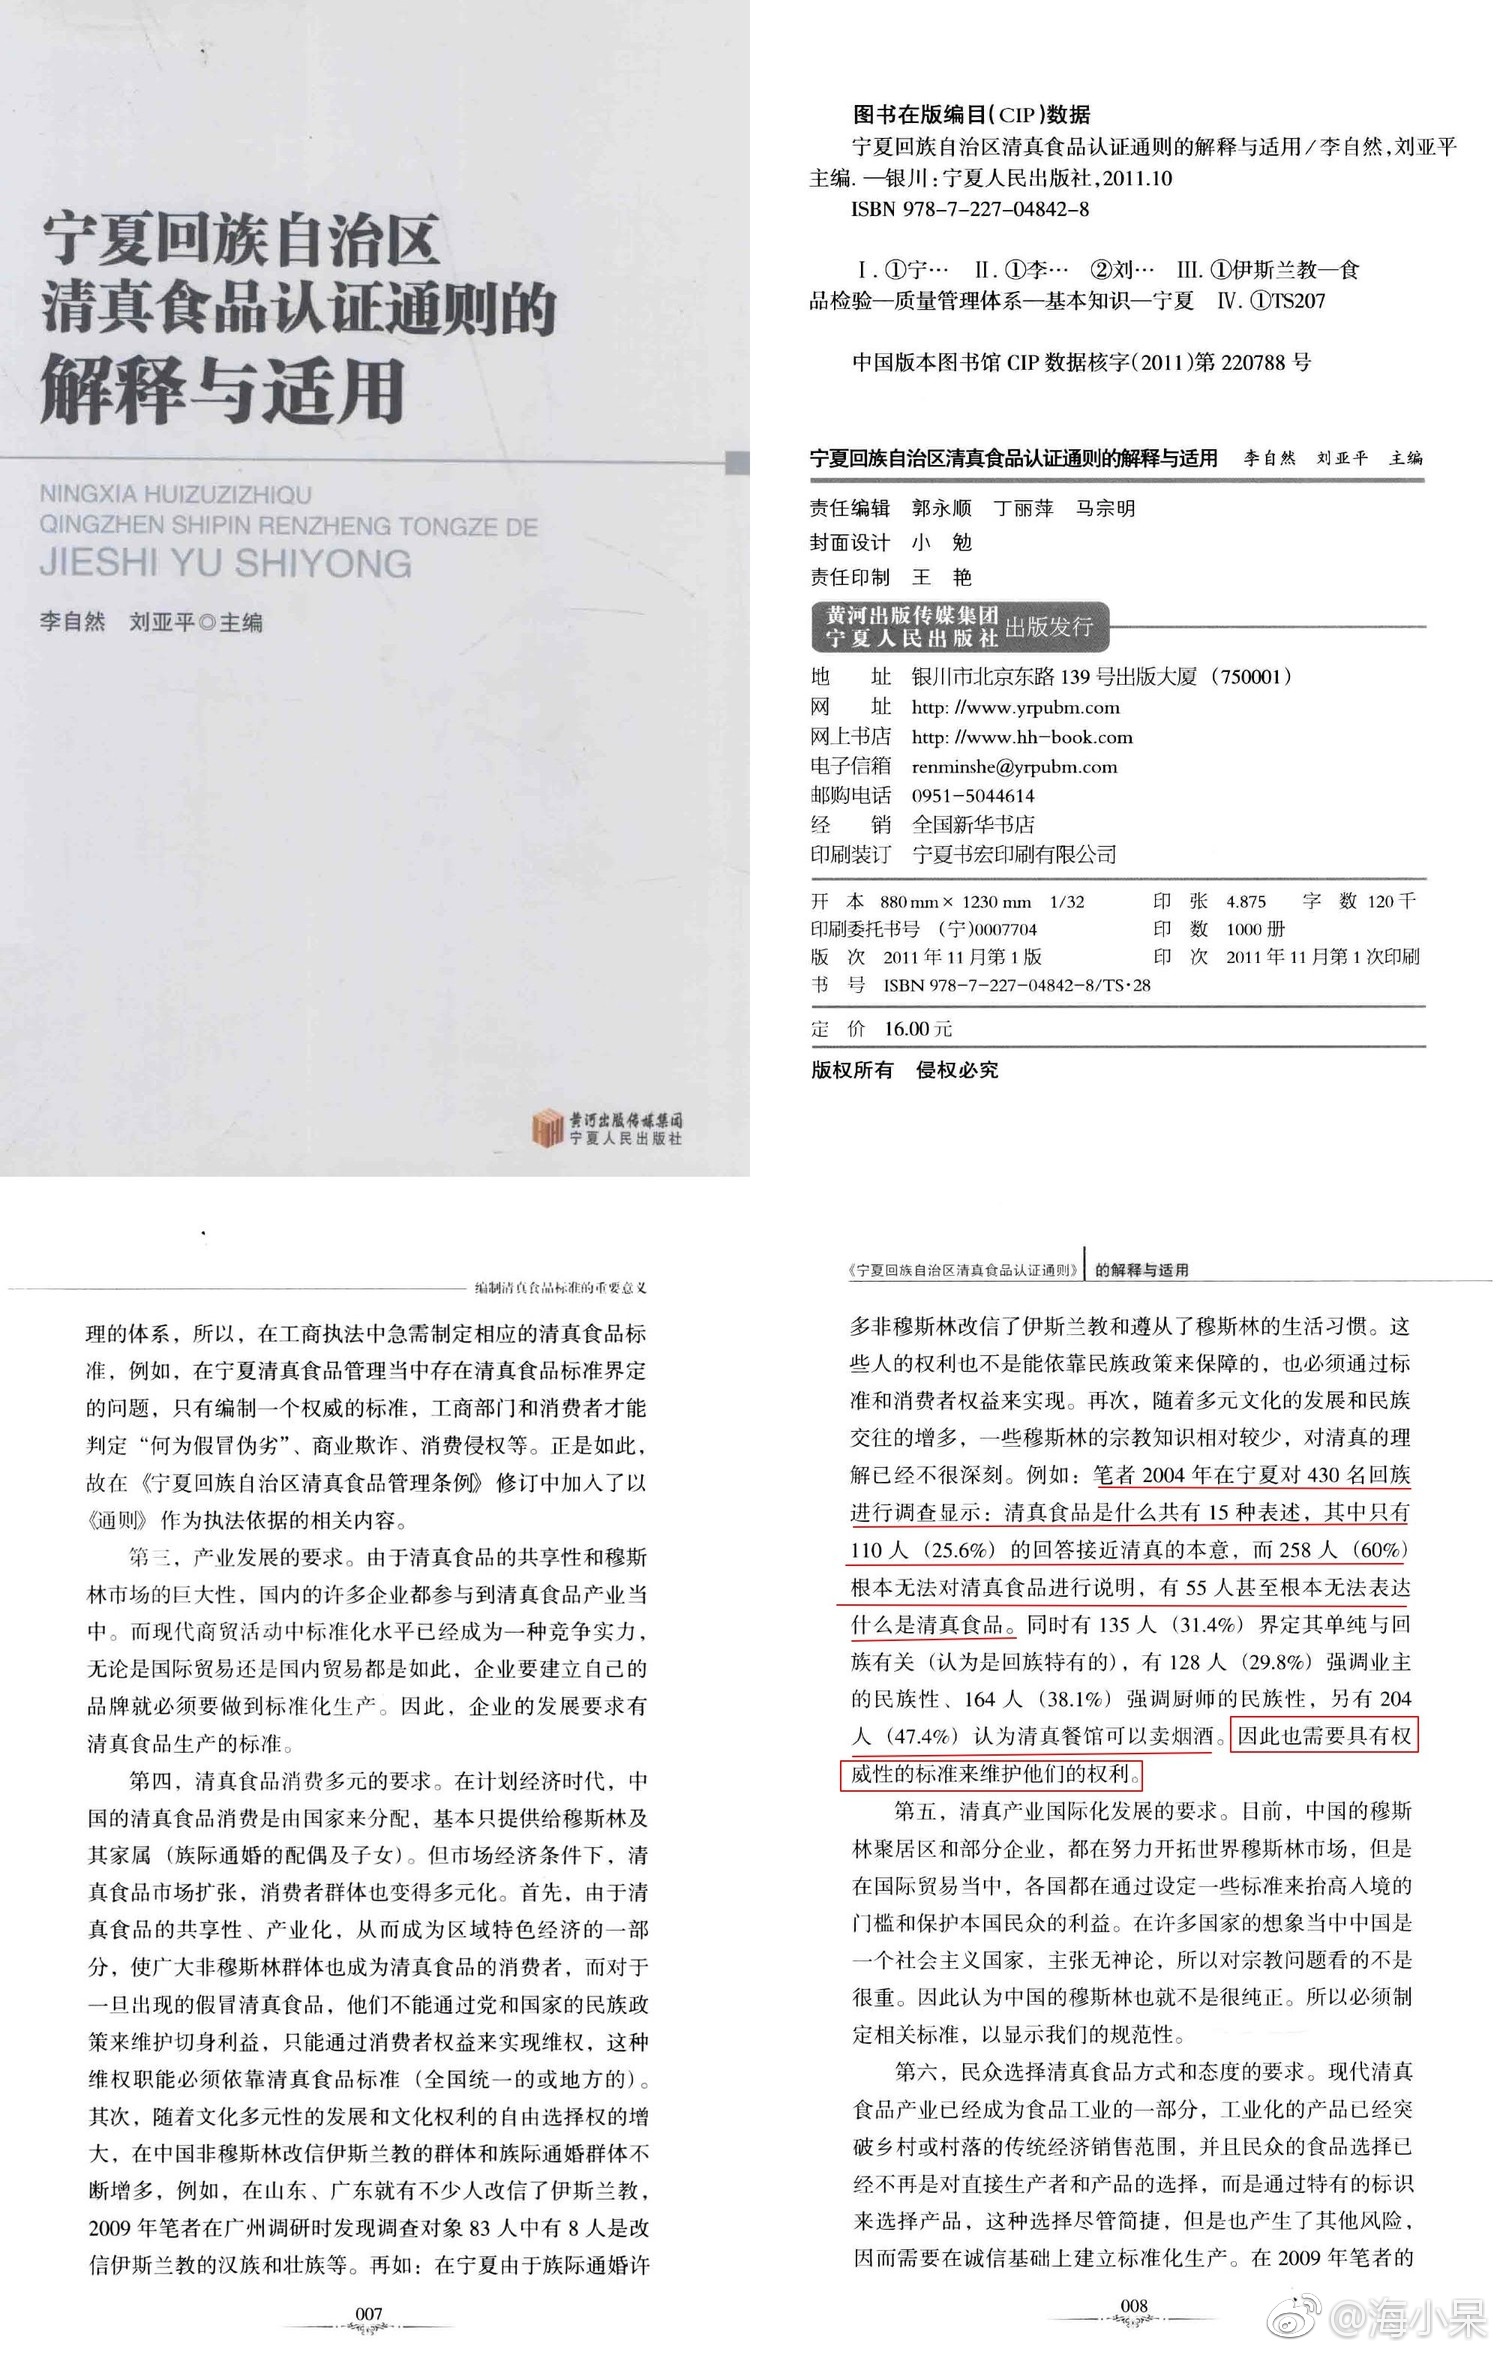 宁夏回族自治区
清真食品认证通则的
解释与适用
NINGXIA HUIZUZIZHIQU
QINGZHEN SHIPIN RENZHENG TONGZE DE
JIESHI YU SHIYONG
李自然 刘亚平◎主编
黄河出版传媒集团
宁夏人民出版社
图书在版编目(CIP)数据
宁夏回族自治区清真食品认证通则的解释与适用/李自然,刘亚平
主编.—银川:宁夏人民出版社,2011.10
ISBN 978-7-227-04842-8
Ⅰ.①宁… Ⅱ.①李… ②刘… Ⅲ.①伊斯兰教—食
品检验—质量管理体系—基本知识—宁夏 Ⅳ.①TS207
中国版本图书馆 CIP 数据核字(2011)第 220788 号
宁夏回族自治区清真食品认证通则的解释与适用 李自然 刘亚平 主编
责任编辑 郭永顺 丁丽萍 马宗明
封面设计 小 勉
责任印制 王 艳
黄河出版传媒集团
宁夏人民出版社 出版发行
地 址 银川市北京东路 139 号出版大厦 (750001)
网 址 http: //www.yrpubm.com
网上书店 http: //www.hh-book.com
电子信箱 renminshe@yrpubm.com
邮购电话 0951-5044614
经 销 全国新华书店
印刷装订 宁夏书宏印刷有限公司
开 本 880 mm× 1230 mm 1/32 印 张 4.875 字 数 120 千
印刷委托书号 (宁)0007704 印 数 1000 册
版 次 2011 年 11 月第 1 版 印 次 2011 年 11 月第 1 次印刷
书 号 ISBN 978-7-227-04842-8/TS·28
定 价 16.00 元
版权所有 侵权必究
编制清真食品标准的重要意义
理的体系，所以，在工商执法中急需制定相应的清真食品标
准，例如，在宁夏清真食品管理当中存在清真食品标准界定
的问题，只有编制一个权威的标准，工商部门和消费者才能
判定“何为假冒伪劣”、商业欺诈、消费侵权等。正是如此，
故在《宁夏回族自治区清真食品管理条例》修订中加入了以
《通则》作为执法依据的相关内容。
第三，产业发展的要求。由于清真食品的共享性和穆斯
林市场的巨大性，国内的许多企业都参与到清真食品产业当
中。而现代商贸活动中标准化水平已经成为一种竞争实力，
无论是国际贸易还是国内贸易都是如此，企业要建立自己的
品牌就必须要做到标准化生产。因此，企业的发展要求有
清真食品生产的标准。
第四，清真食品消费多元的要求。在计划经济时代，中
国的清真食品消费是由国家来分配，基本只提供给穆斯林及
其家属（族际通婚的配偶及子女）。但市场经济条件下，清
真食品市场扩张，消费者群体也变得多元化。首先，由于清
真食品的共享性、产业化，从而成为区域特色经济的一部
分，使广大非穆斯林群体也成为清真食品的消费者，而对于
一旦出现的假冒清真食品，他们不能通过党和国家的民族政
策来维护切身利益，只能通过消费者权益来实现维权，这种
维权职能必须依靠清真食品标准（全国统一的或地方的）。
其次，随着文化多元性的发展和文化权利的自由选择权的增
大，在中国非穆斯林改信伊斯兰教的群体和族际通婚群体不
断增多，例如，在山东、广东就有不少人改信了伊斯兰教，
2009 年笔者在广州调研时发现调查对象 83 人中有 8 人是改
信伊斯兰教的汉族和壮族等。再如：在宁夏由于族际通婚许
007
《宁夏回族自治区清真食品认证通则》 的解释与适用
多非穆斯林改信了伊斯兰教和遵从了穆斯林的生活习惯。这
些人的权利也不是能依靠民族政策来保障的，也必须通过标
准和消费者权益来实现。再次，随着多元文化的发展和民族
交往的增多，一些穆斯林的宗教知识相对较少，对清真的理
解已经不很深刻。例如：笔者 2004 年在宁夏对 430 名回族
进行调查显示：清真食品是什么共有 15 种表述，其中只有
110 人（25.6%）的回答接近清真的本意，而 258 人（60%）
根本无法对清真食品进行说明，有 55 人甚至根本无法表达
什么是清真食品。同时有 135 人（31.4%）界定其单纯与回
族有关（认为是回族特有的），有 128 人（29.8%）强调业主
的民族性、164 人（38.1%）强调厨师的民族性，另有 204
人（47.4%）认为清真餐馆可以卖烟酒。因此也需要具有权
威性的标准来维护他们的权利。
第五，清真产业国际化发展的要求。目前，中国的穆斯
林聚居区和部分企业，都在努力开拓世界穆斯林市场，但是
在国际贸易当中，各国都在通过设定一些标准来抬高入境的
门槛和保护本国民众的利益。在许多国家的想象当中中国是
一个社会主义国家，主张无神论，所以对宗教问题看的不是
很重。因此认为中国的穆斯林也就不是很纯正。所以必须制
定相关标准，以显示我们的规范性。
第六，民众选择清真食品方式和态度的要求。现代清真
食品产业已经成为食品工业的一部分，工业化的产品已经突
破乡村或村落的传统经济销售范围，并且民众的食品选择已
经不再是对直接生产者和产品的选择，而是通过特有的标识
来选择产品，这种选择尽管简捷，但是也产生了其他风险，
因而需要在诚信基础上建立标准化生产。在 2009 年笔者的
008
@海小呆